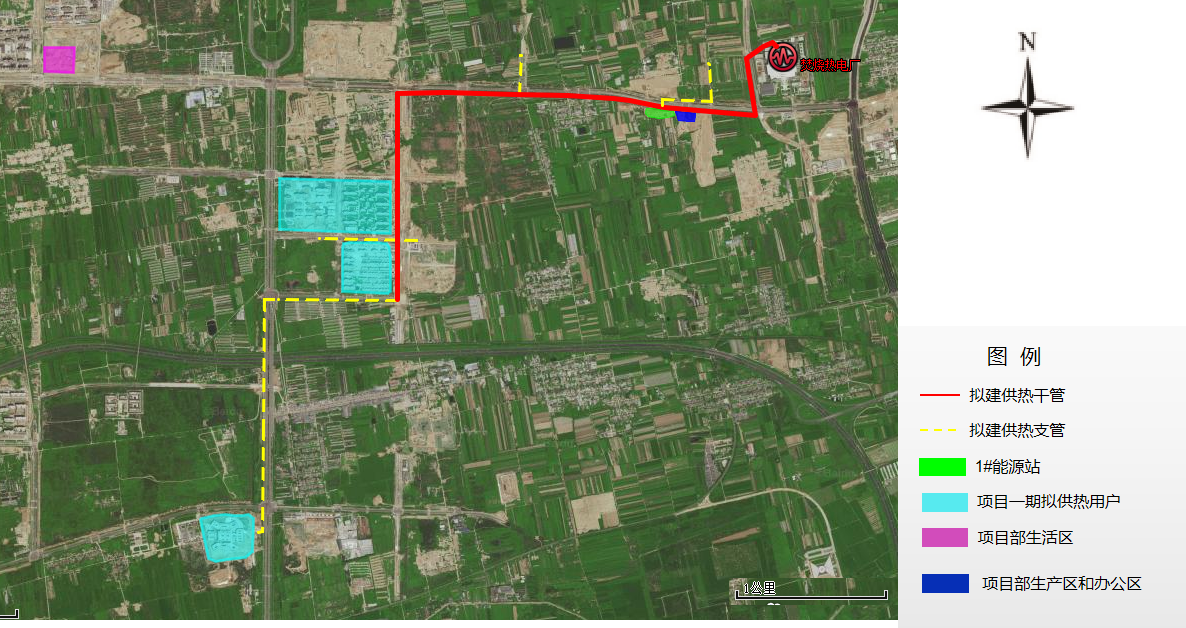 N
焚烧热电厂
图 例
拟建供热干管
拟建供热支管
1#能源站
项目一期拟供热用户
项目部生活区
项目部生产区和办公区
1公里